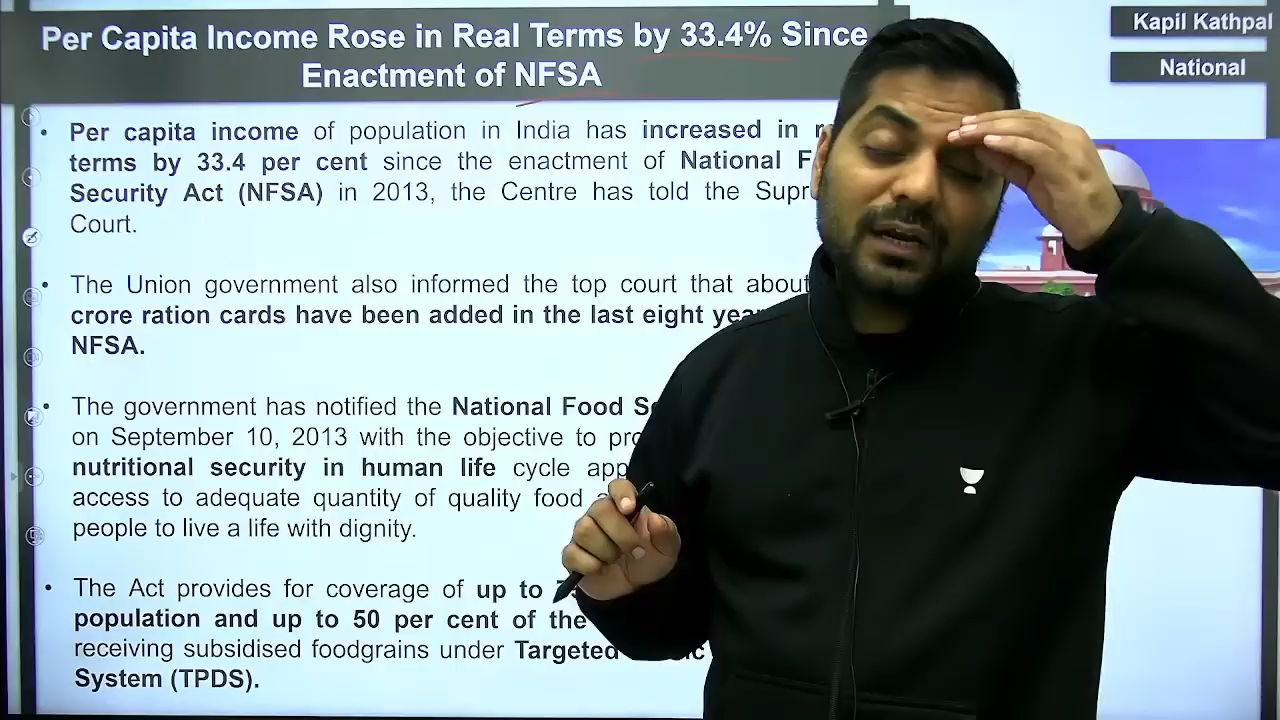 Per Capita Income Rose in Real Terms by 33.4% Since
Enactment of NFSA
Kapil Kathpal
National
• Per capita income of population in India has increased in
terms by 33.4 per cent since the enactment of National
Security Act (NFSA) in 2013, the Centre has told the
Court.
• The Union government also informed the top court that about
crore ration cards have been added in the last eight
NFSA.
• The government has notified the National Food
on September 10, 2013 with the objective to
nutritional security in human life cycle
access to adequate quantity of quality food
people to live a life with dignity.
• The Act provides for coverage of up to
population and up to 50 per cent of the
receiving subsidised foodgrains under Targeted
System (TPDS).